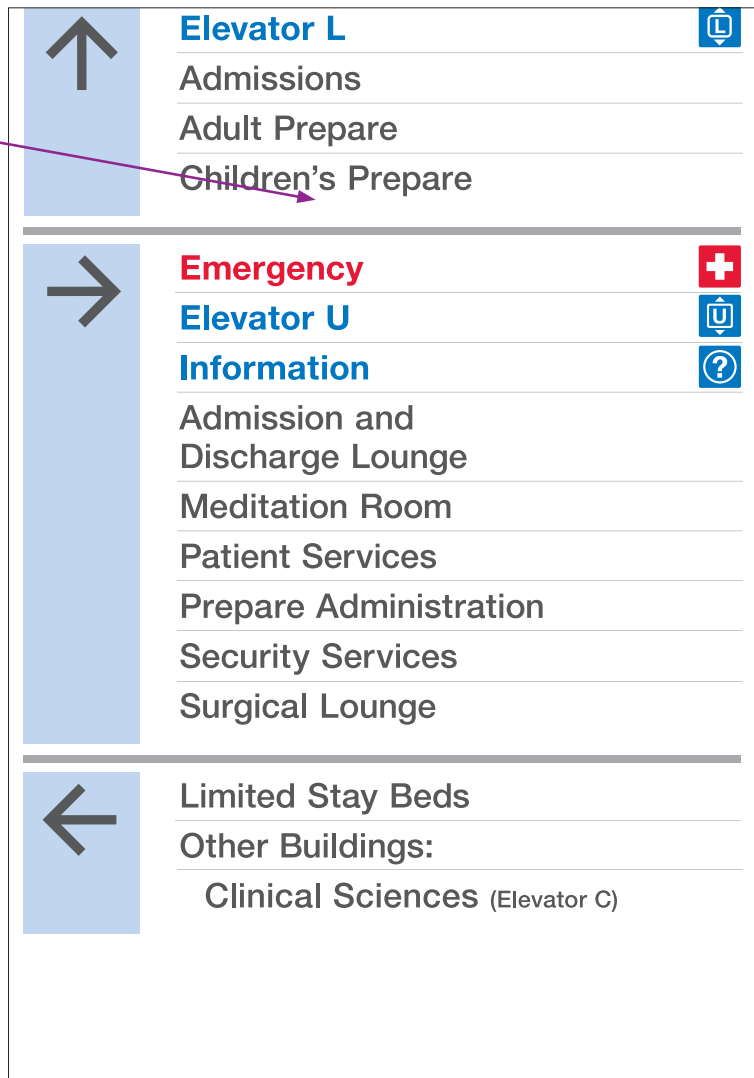 Elevator L L
Admissions
Adult Prepare
Children's Prepare
Emergency
Elevator U U
Information ?
Admission and
Discharge Lounge
Meditation Room
Patient Services
Prepare Administration
Security Services
Surgical Lounge
Limited Stay Beds
Other Buildings:
Clinical Sciences (Elevator C)